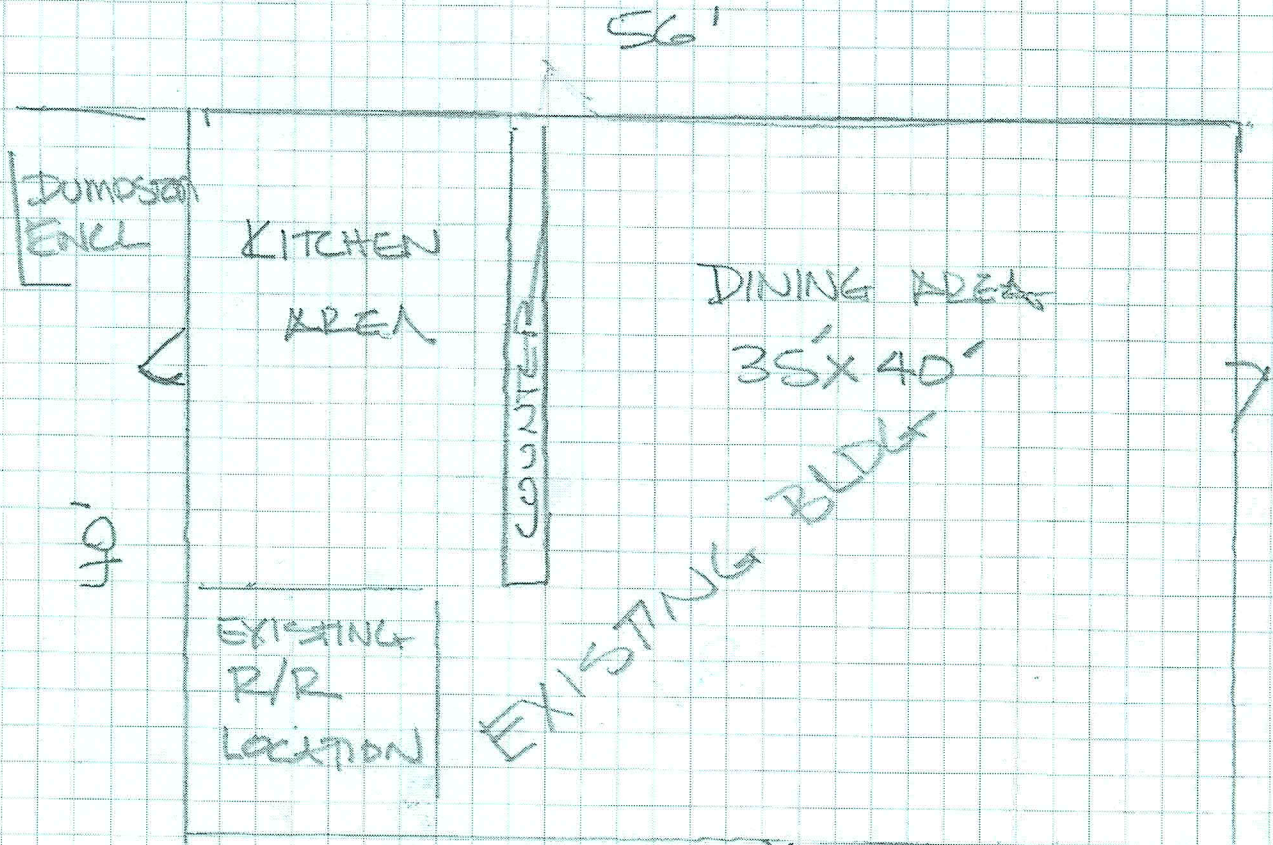 56'
DUMPSTER
ENCL
KITCHEN
AREA
COUNTER
DINING AREA
35' X 40'
EXISTING BLDG
40'
EXISTING
R/R
LOCATION